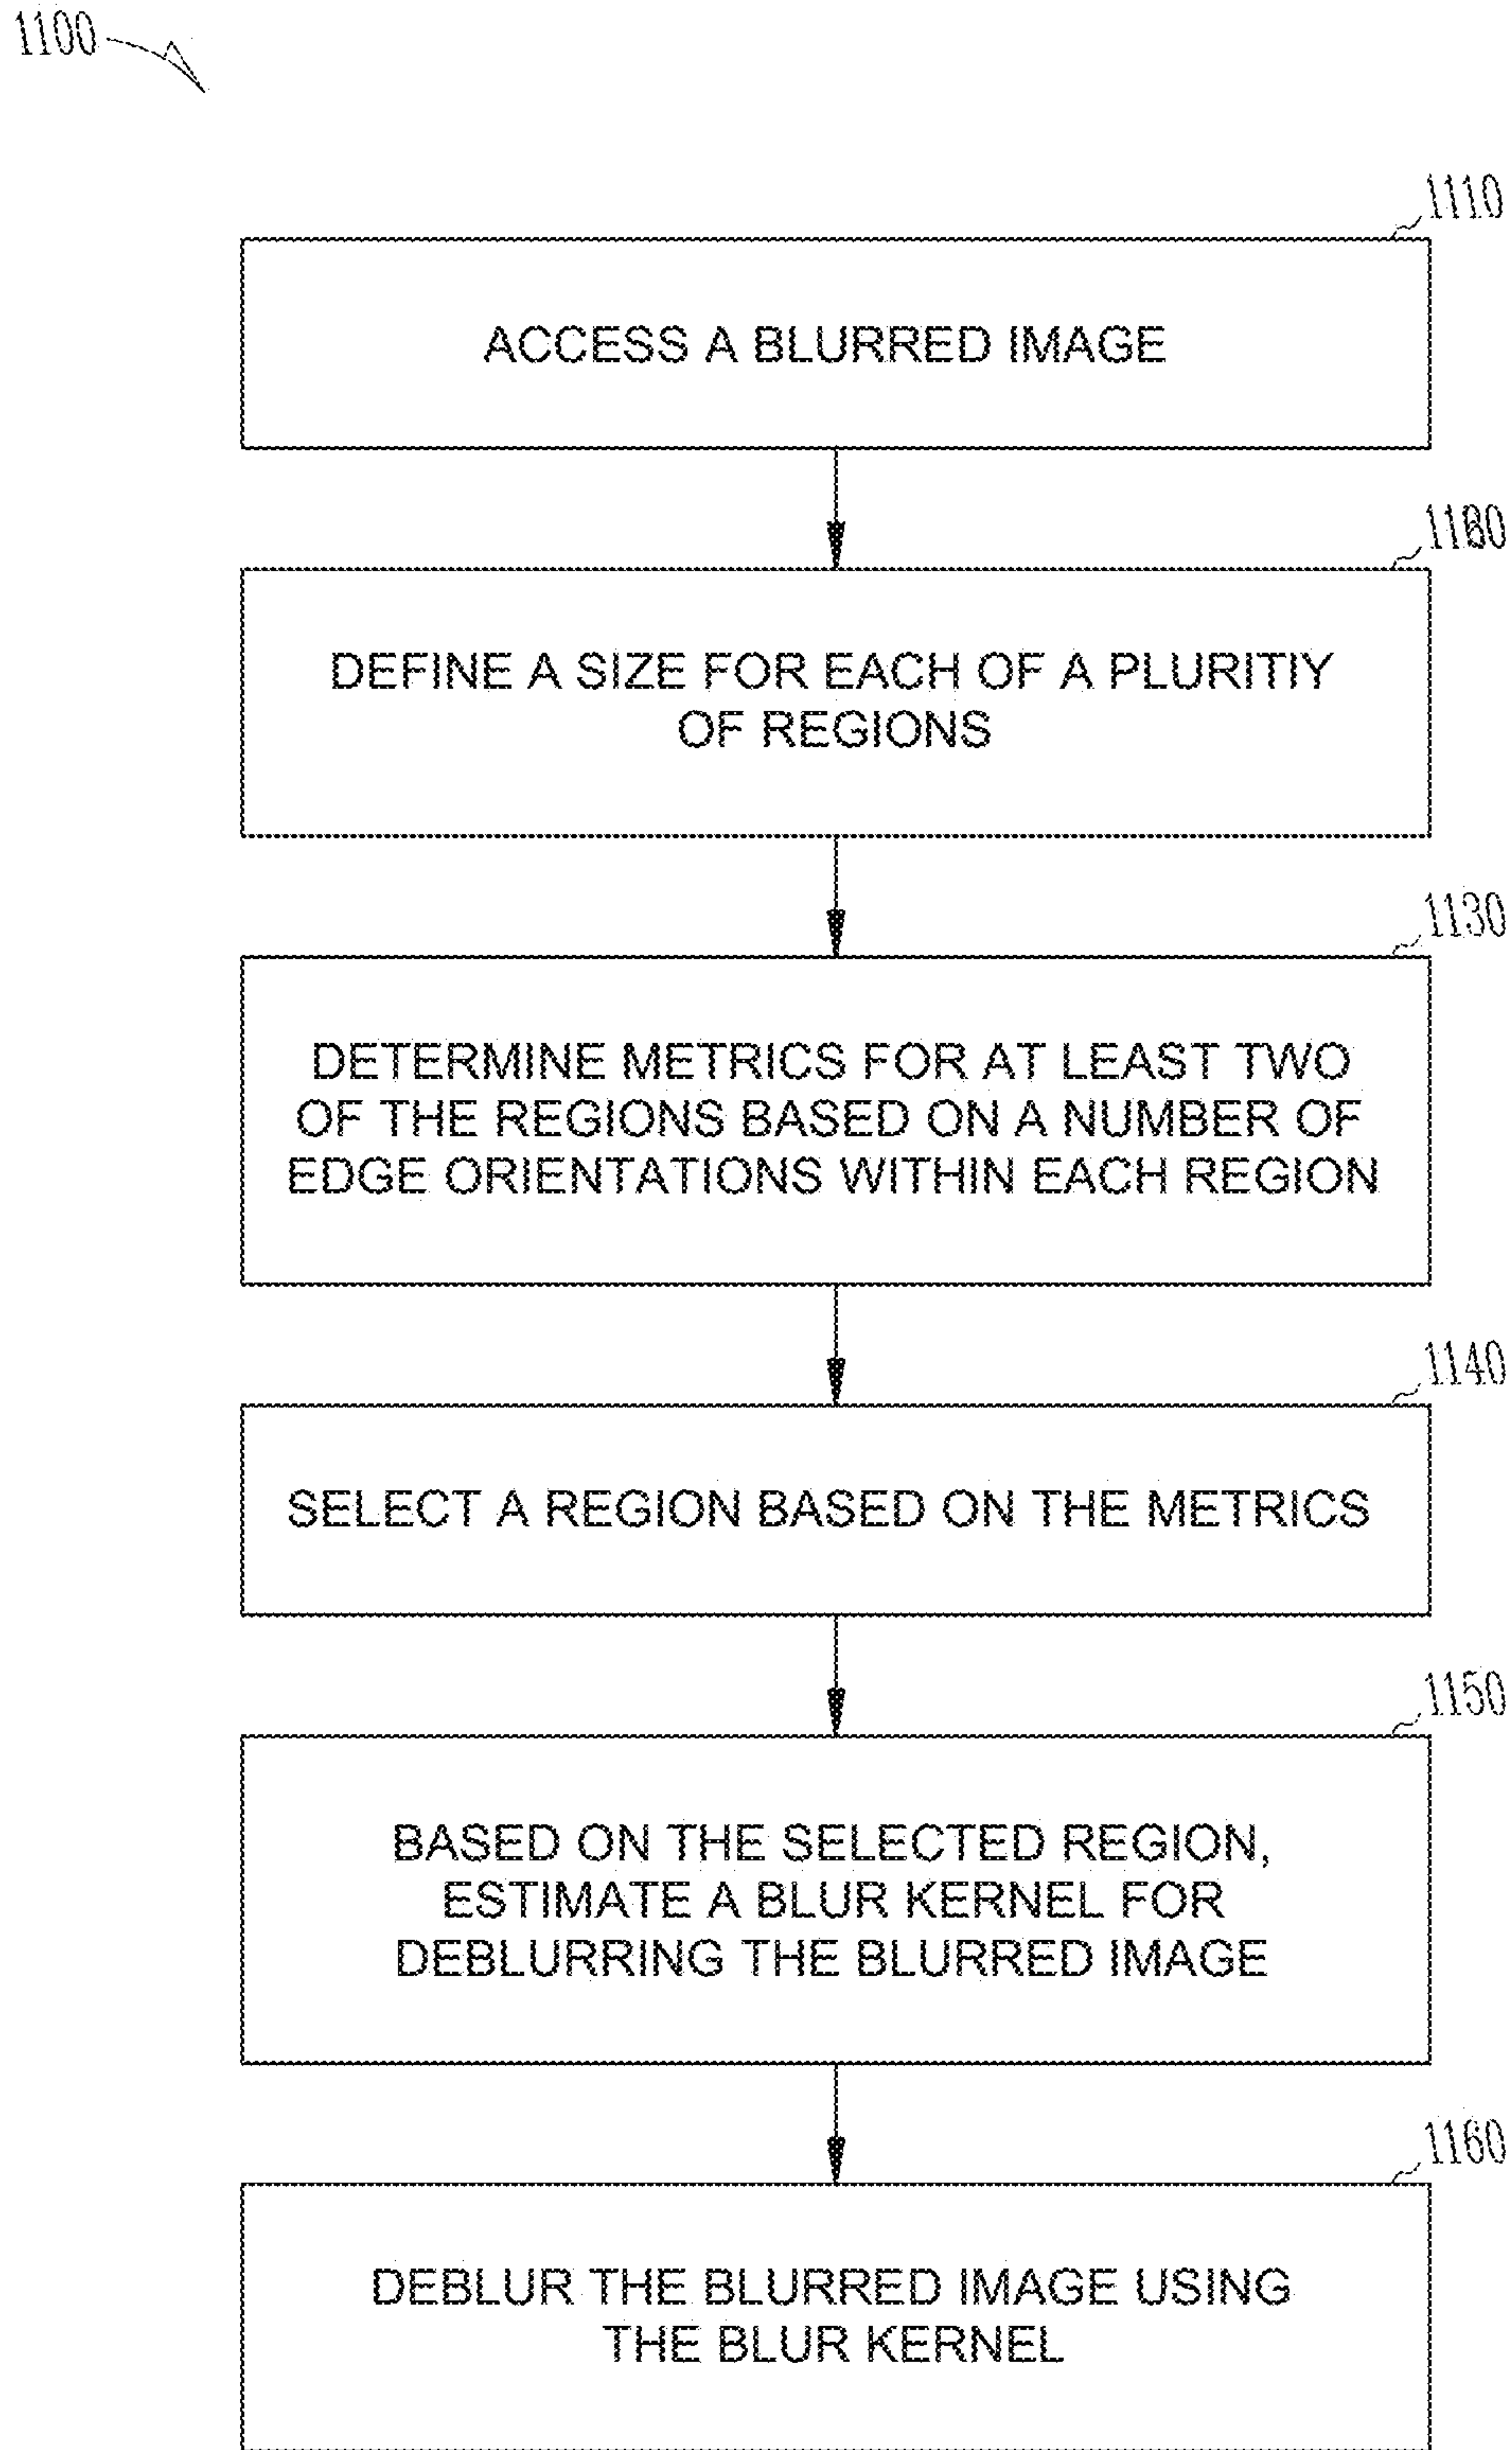 1100
1110
ACCESS A BLURRED IMAGE
DEFINE A SIZE FOR EACH OF A PLURITIY
OF REGIONS
1130
DETERMINE METRICS FOR AT LEAST TWO
OF THE REGIONS BASED ON A NUMBER OF
EDGE ORIENTATIONS WITHIN EACH REGION
1140
SELECT A REGION BASED ON THE METRICS
1150
BASED ON THE SELECTED REGION,
ESTIMATE A BLUR KERNEL FOR
DEBLURRING THE BLURRED IMAGE
1160
DEBLUR THE BLURRED IMAGE USING
THE BLUR KERNEL